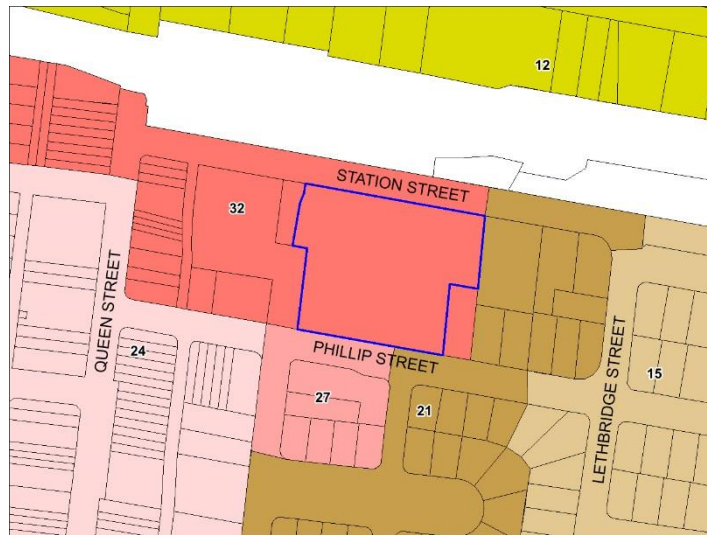 12
STATION STREET
32
QUEEN STREET
PHILLIP STREET
24
LETHBRIDGE STREET
15
27
21